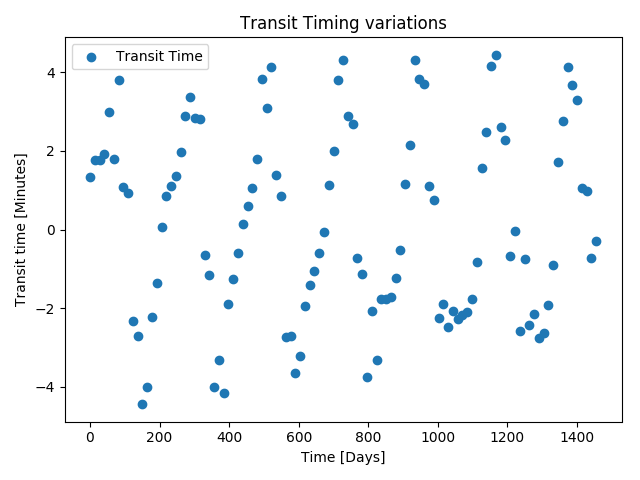 Transit Timing variations
Transit Time
Transit time [Minutes]
4
2
0
−2
−4
0 200 400 600 800 1000 1200 1400
Time [Days]